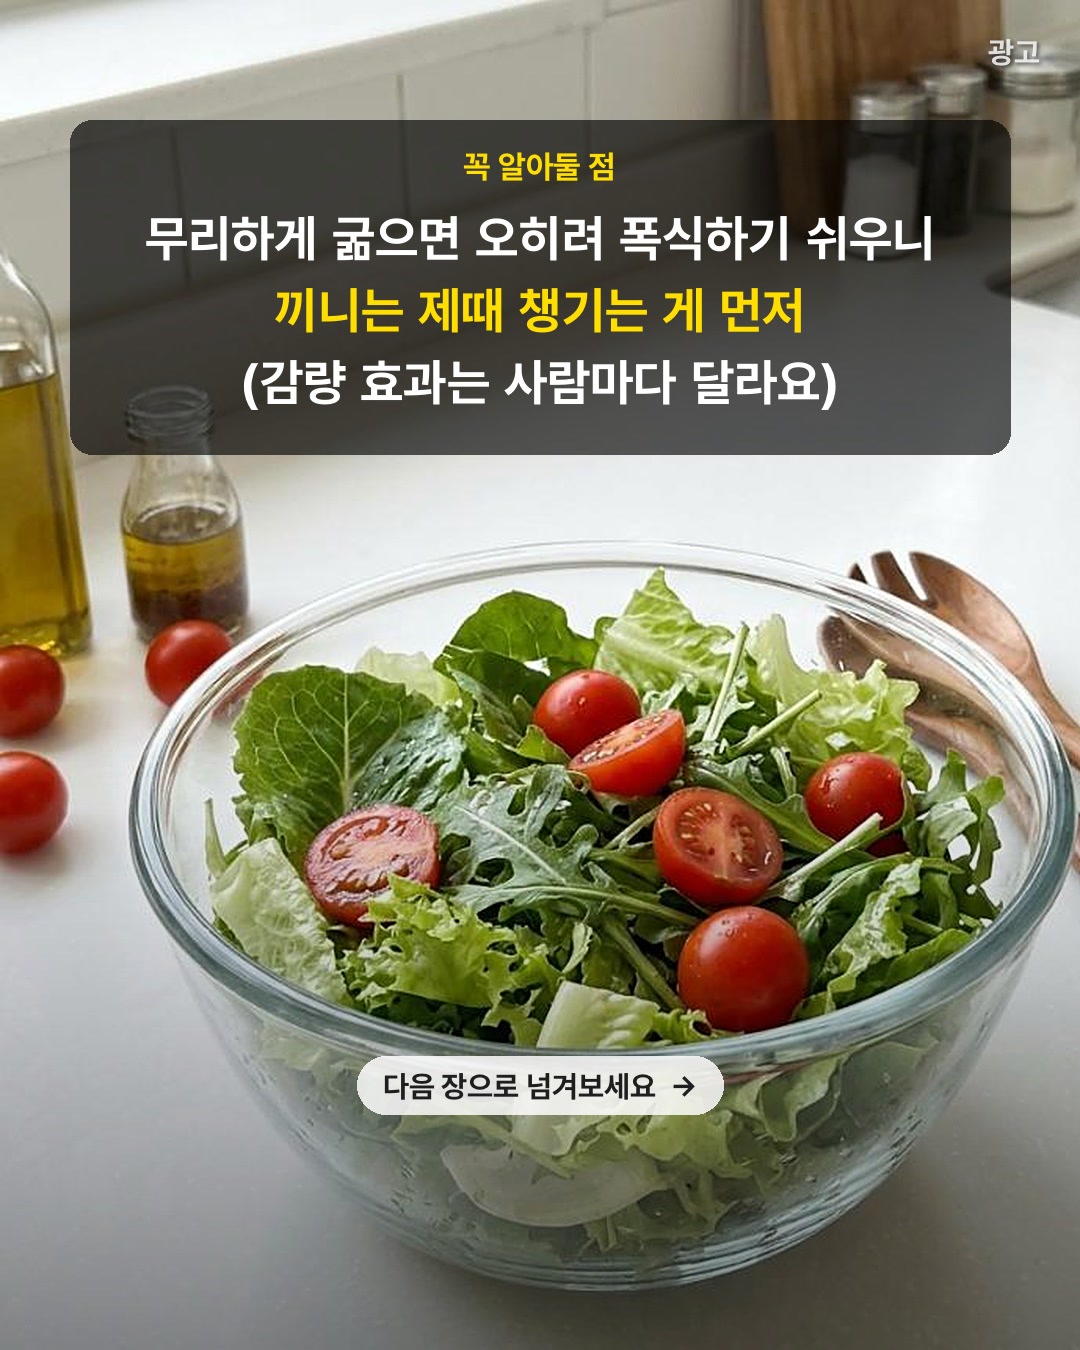 광고
꼭 알아둘 점
무리하게 굶으면 오히려 폭식하기 쉬우니
끼니는 제때 챙기는 게 먼저
(감량 효과는 사람마다 달라요)
다음 장으로 넘겨보세요 →